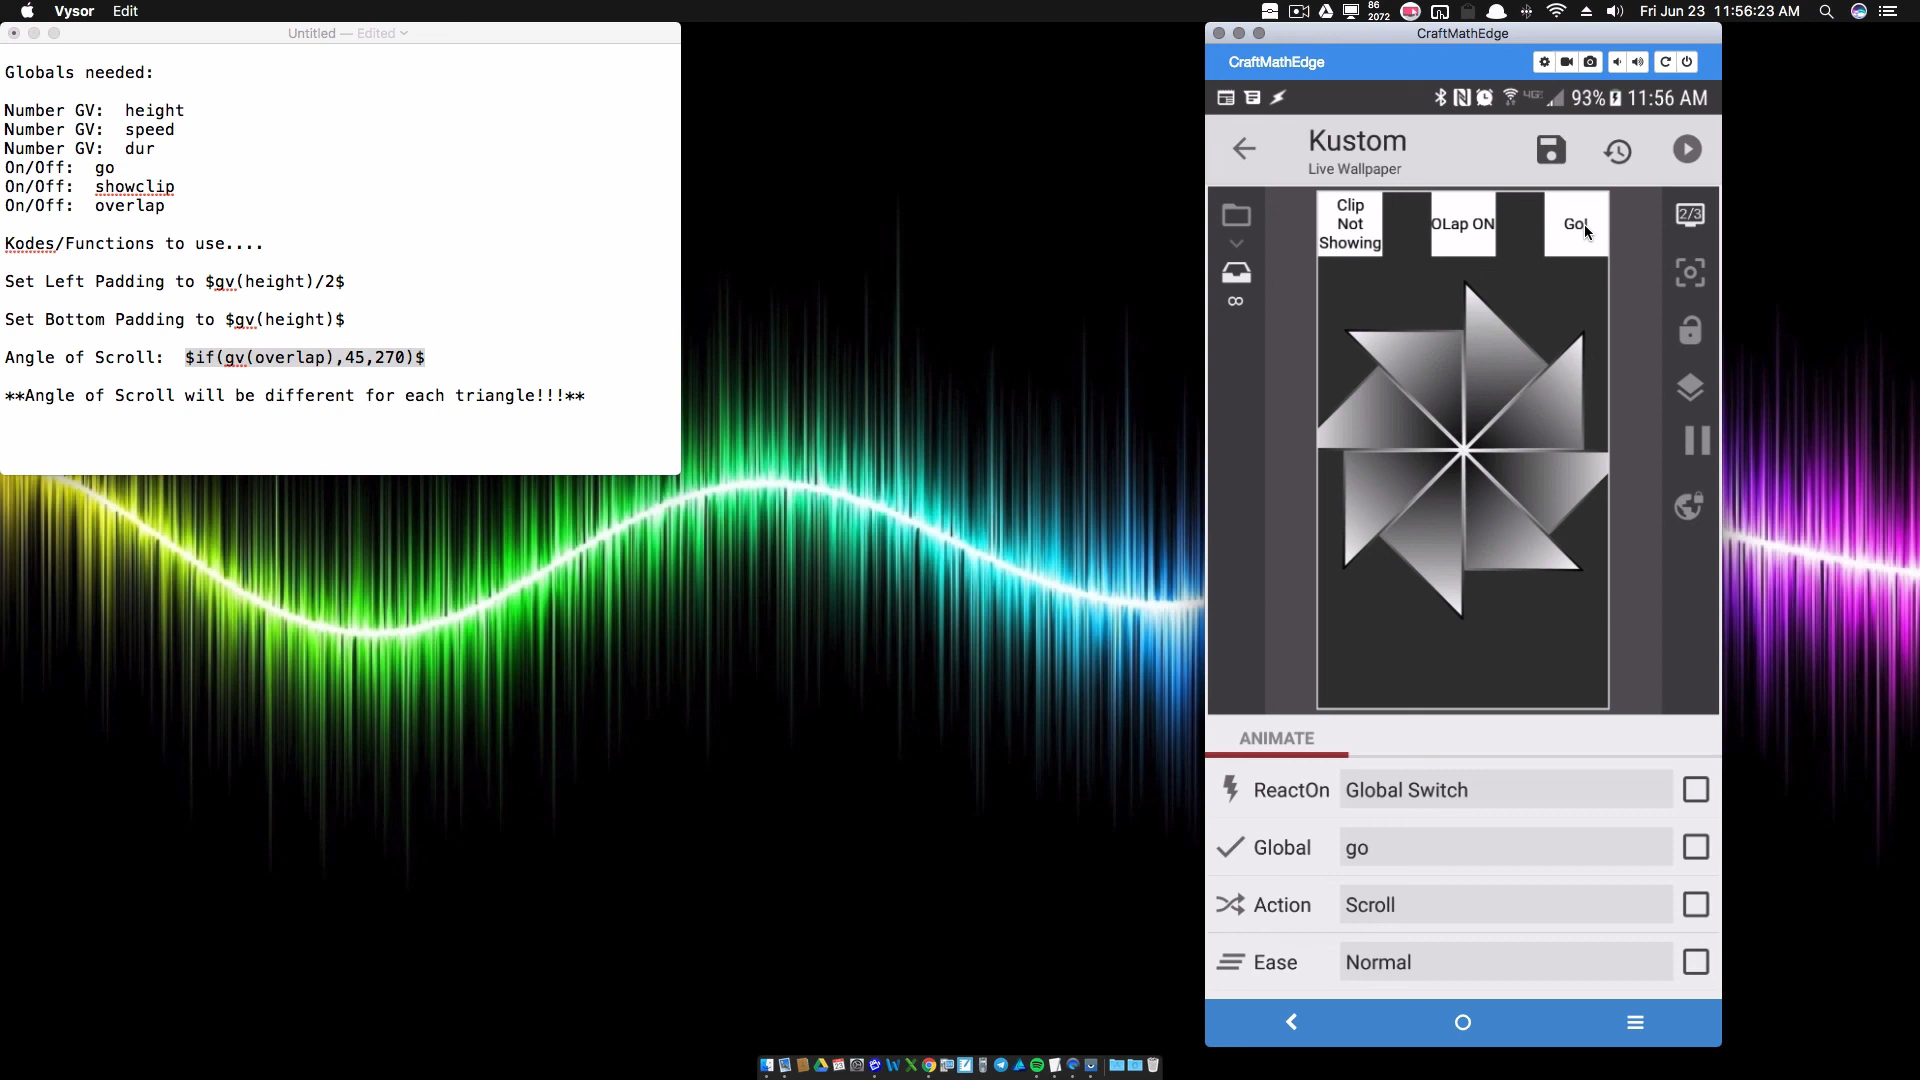 Vysor Edit
86
2072
Fri Jun 23 11:56:23 AM
Untitled — Edited
Globals needed:
Number GV: height
Number GV: speed
Number GV: dur
On/Off: go
On/Off: showclip
On/Off: overlap
Kodes/Functions to use....
Set Left Padding to $gv(height)/2$
Set Bottom Padding to $gv(height)$
Angle of Scroll: $if(gv(overlap),45,270)$
**Angle of Scroll will be different for each triangle!!!**
CraftMathEdge
CraftMathEdge
4G 93% 11:56 AM
Kustom
Live Wallpaper
Clip
Not
Showing
OLap ON
Go!
2/3
ANIMATE
ReactOn Global Switch
Global go
Action Scroll
Ease Normal